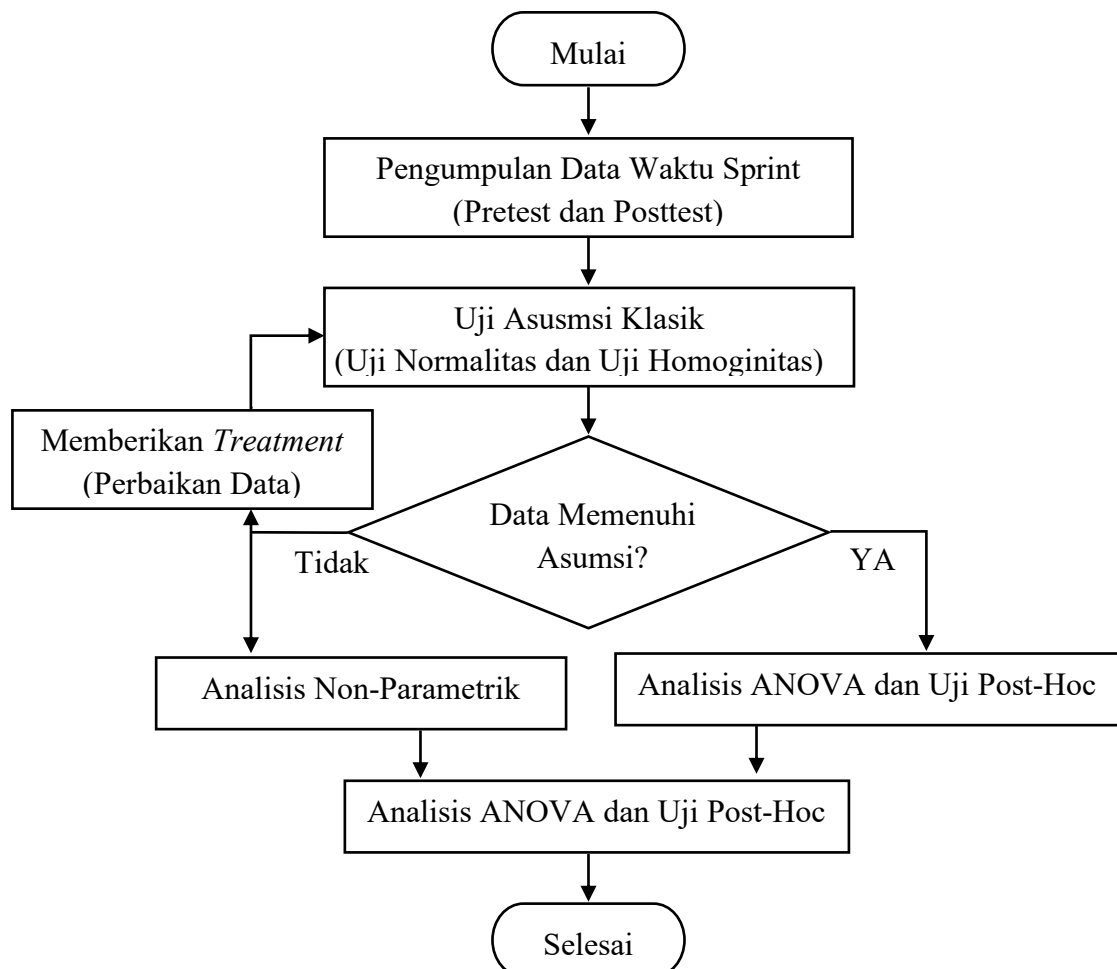 Mulai
Pengumpulan Data Waktu Sprint
(Pretest dan Posttest)
Uji Asusmsi Klasik
(Uji Normalitas dan Uji Homoginitas)
Memberikan Treatment
(Perbaikan Data)
Data Memenuhi
Asumsi?
Tidak
YA
Analisis Non-Parametrik
Analisis ANOVA dan Uji Post-Hoc
Analisis ANOVA dan Uji Post-Hoc
Selesai